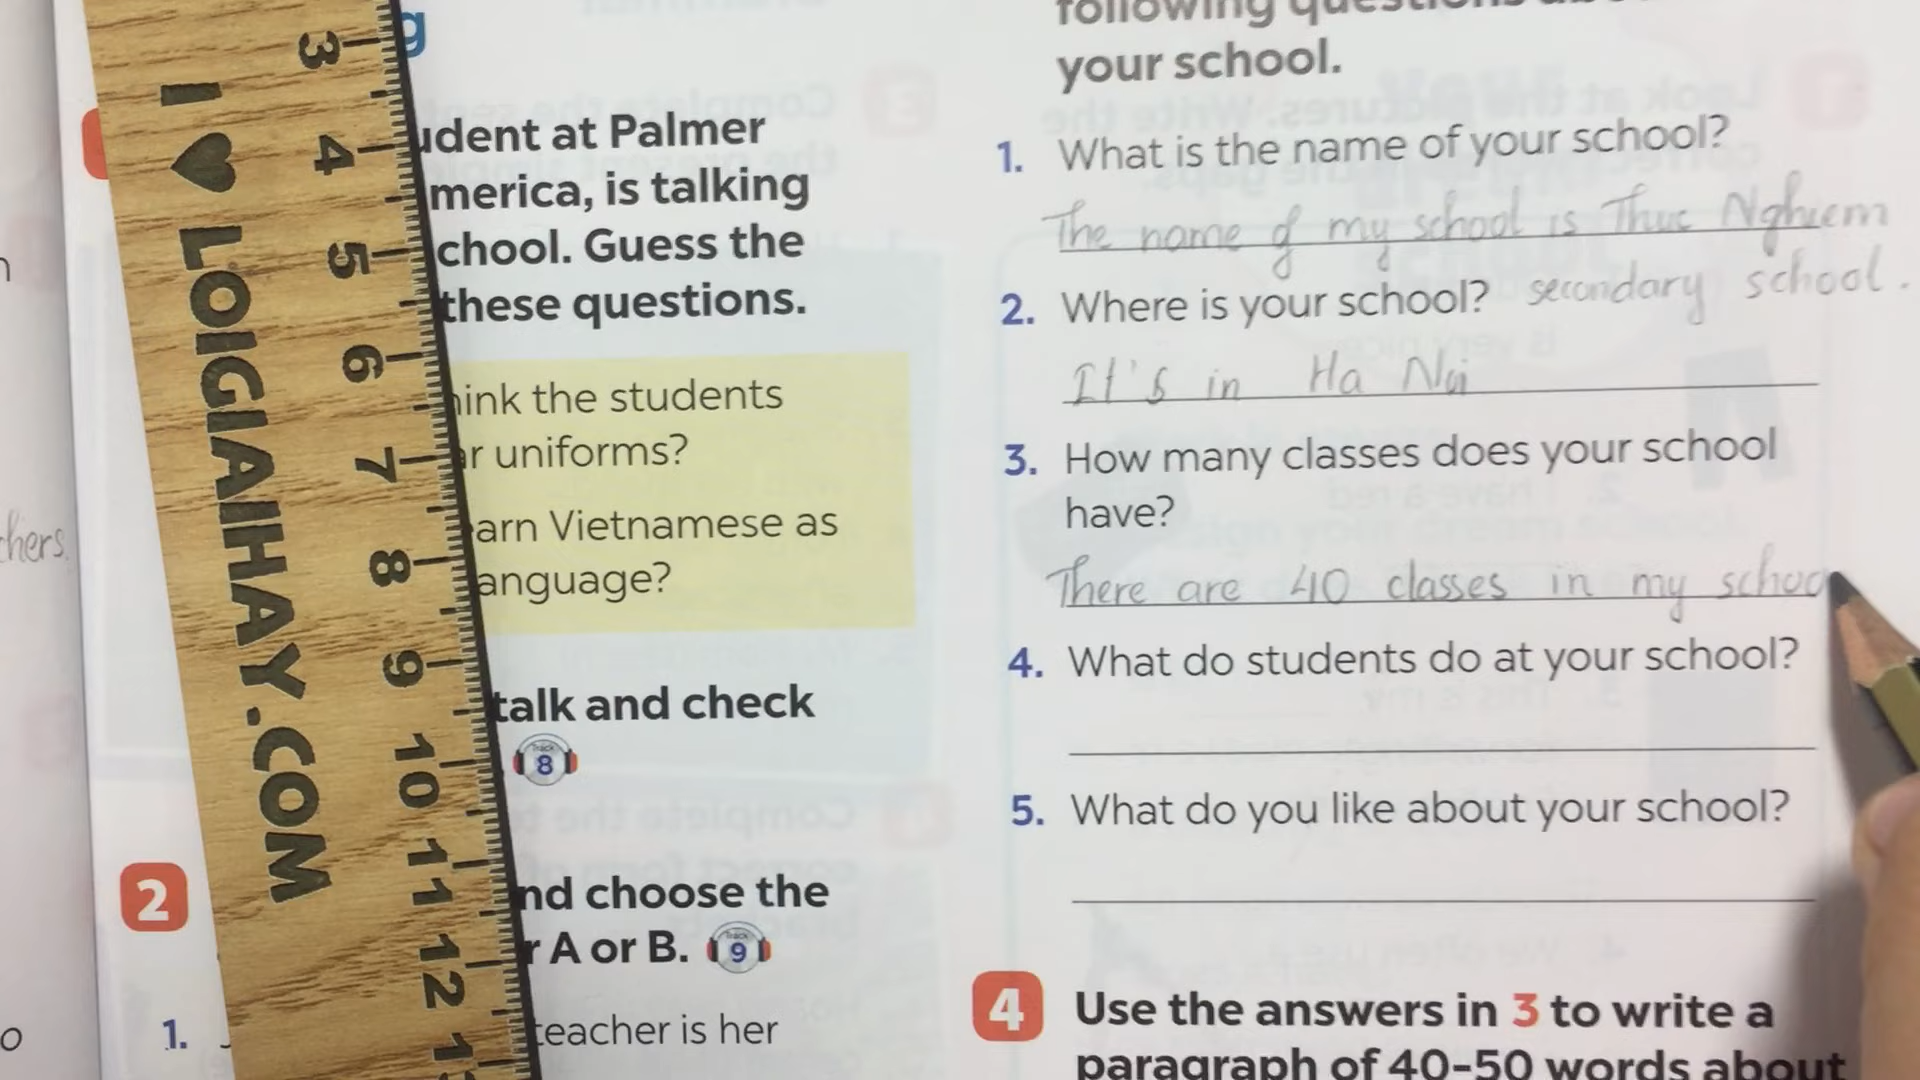 I ♥ LOIGIAIHAY.COM
3
4
5
6
7
8
9
10
11
12
g
udent at Palmer
merica, is talking
chool. Guess the
these questions.
ink the students
r uniforms?
arn Vietnamese as
anguage?
talk and check
Track
8
2
nd choose the
r A or B.
Track
9
1.
teacher is her
chers.
following questions
your school.
1. What is the name of your school?
The name of my school is Thuc Nghiem
secondary school.
2. Where is your school?
It's in Ha Noi
3. How many classes does your school
have?
There are 40 classes in my schoo
4. What do students do at your school?
5. What do you like about your school?
4 Use the answers in 3 to write a
paragraph of 40-50 words about